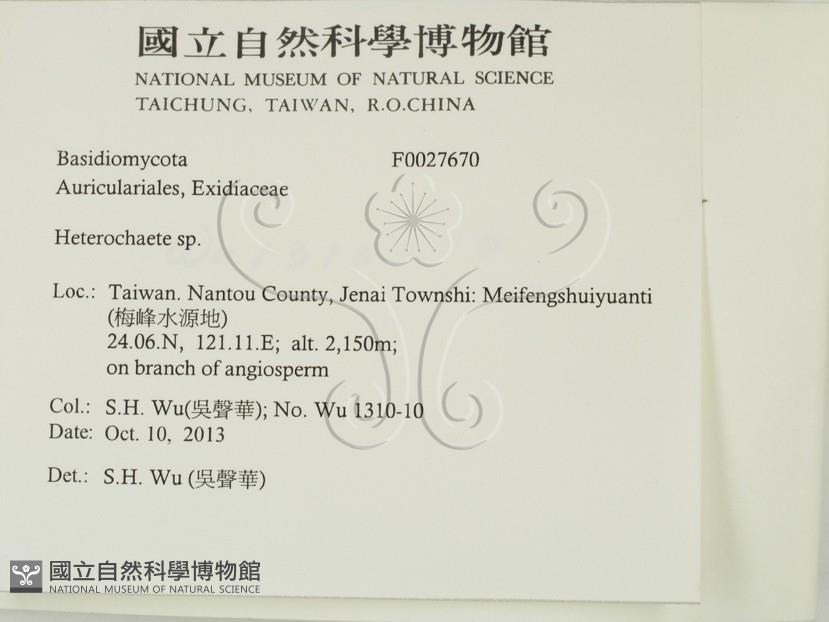 國立自然科學博物館
NATIONAL MUSEUM OF NATURAL SCIENCE
TAICHUNG, TAIWAN, R.O.CHINA
Basidiomycota F0027670
Auriculariales, Exidiaceae
Heterochaete sp.
Loc.: Taiwan. Nantou County, Jenai Townshi: Meifengshuiyuanti
(梅峰水源地)
24.06.N, 121.11.E; alt. 2,150m;
on branch of angiosperm
Col.: S.H. Wu(吳聲華); No. Wu 1310-10
Date: Oct. 10, 2013
Det.: S.H. Wu (吳聲華)
國立自然科學博物館
NATIONAL MUSEUM OF NATURAL SCIENCE